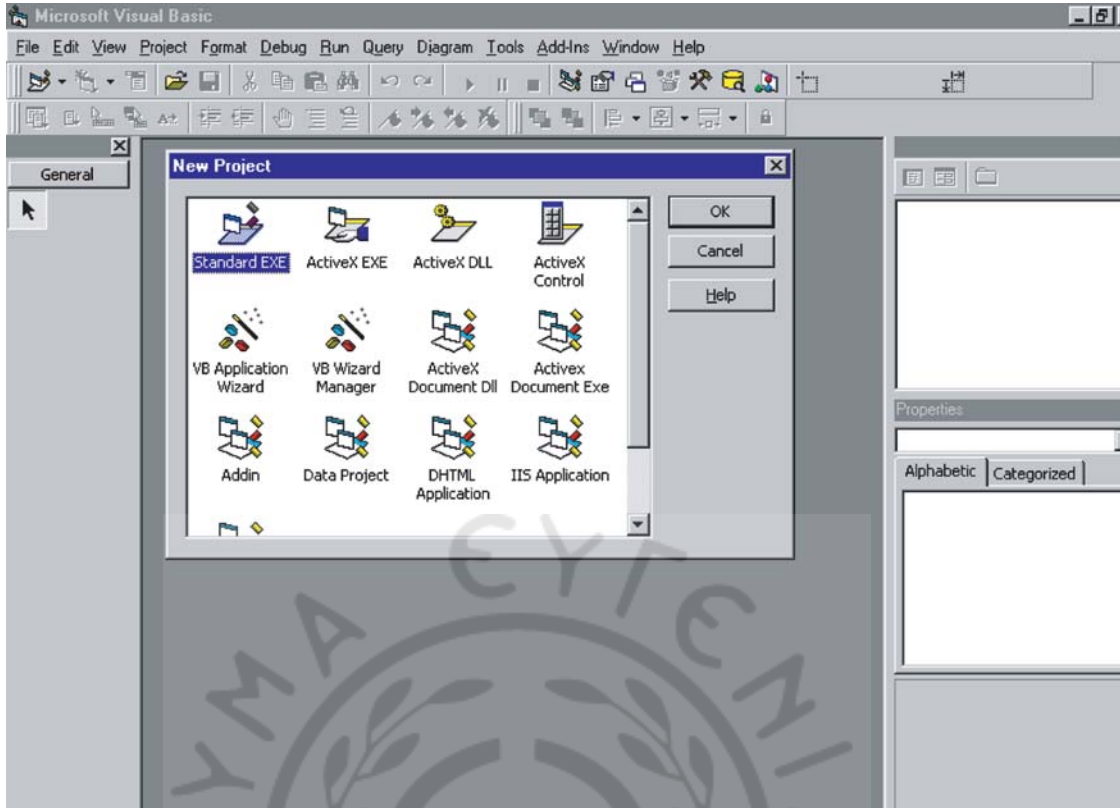 Microsoft Visual Basic
File Edit View Project Format Debug Run Query Diagram Tools Add-Ins Window Help
General
New Project
Standard EXE
ActiveX EXE
ActiveX DLL
ActiveX
Control
VB Application
Wizard
VB Wizard
Manager
ActiveX
Document Dll
Activex
Document Exe
Addin
Data Project
DHTML
Application
IIS Application
OK
Cancel
Help
Properties
Alphabetic
Categorized
ΥΜΑ ΕΥΓΕΝΙ